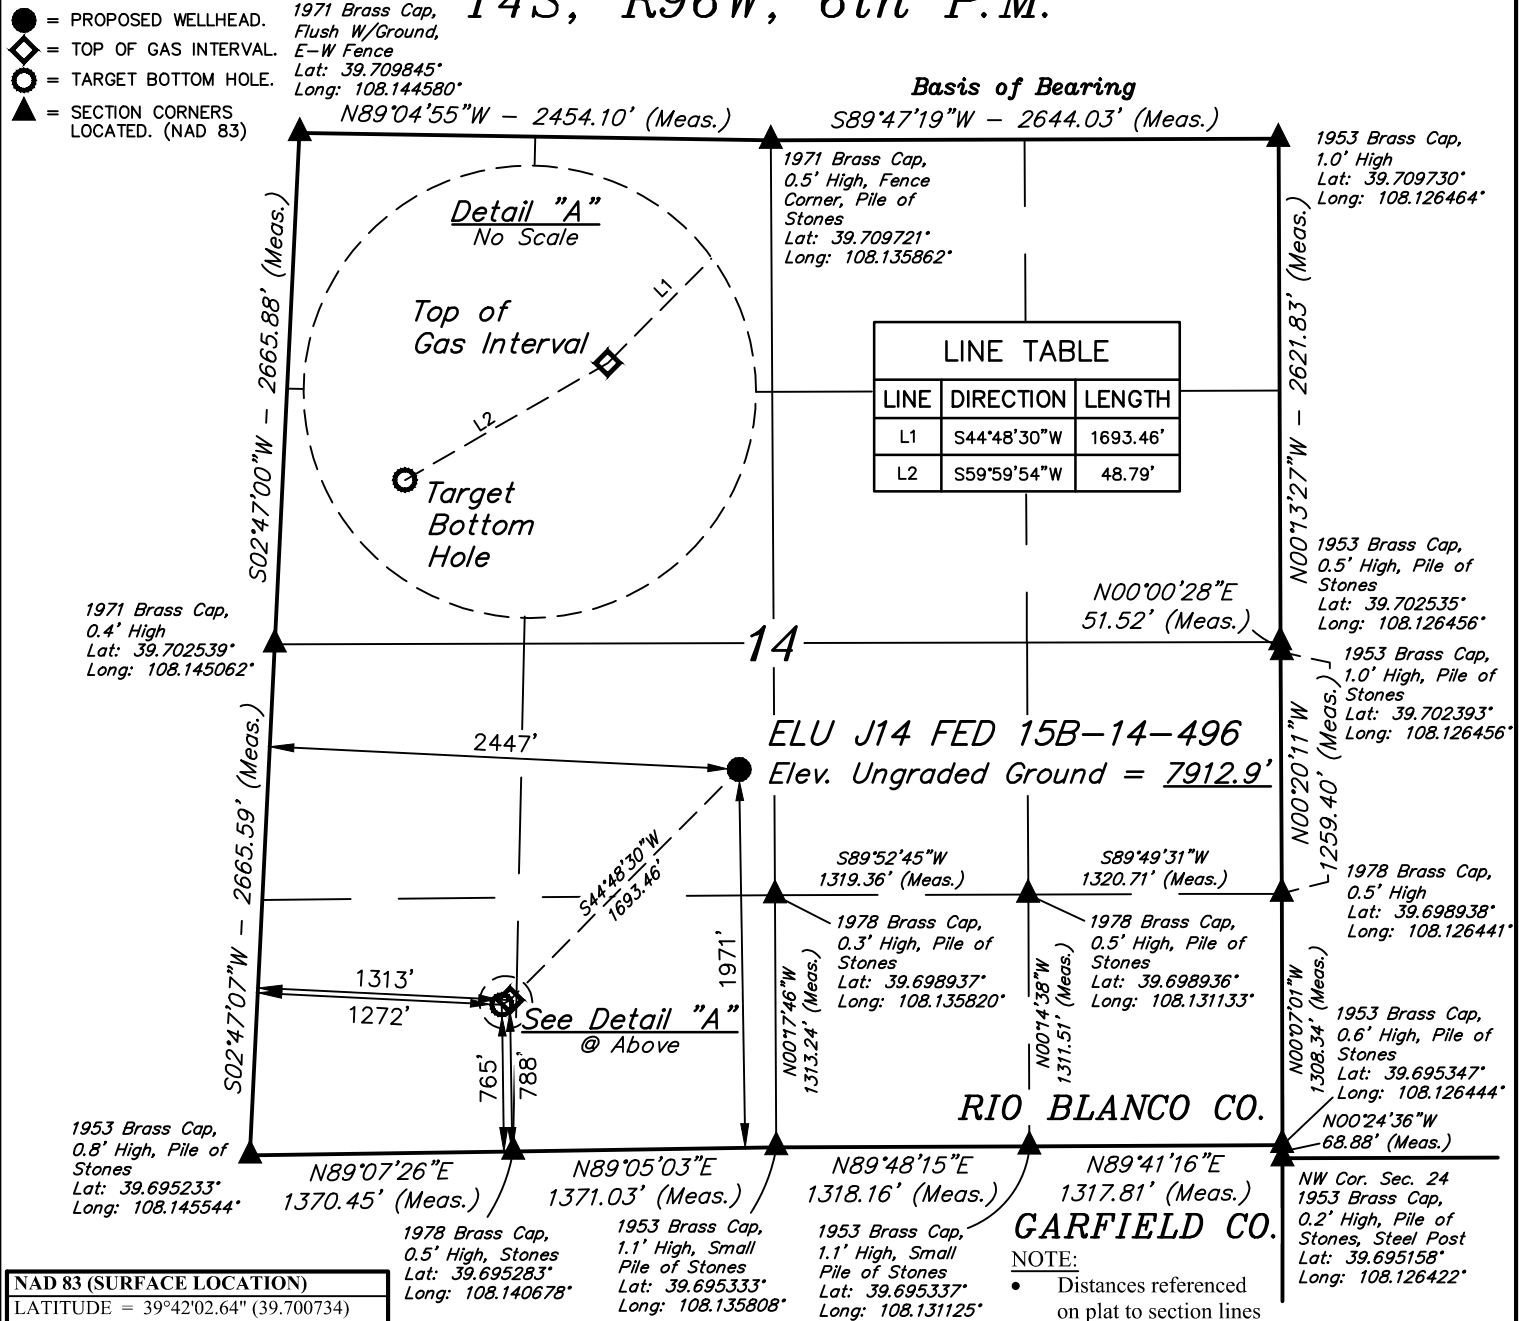 T4S, R96W, 6th P.M.
= PROPOSED WELLHEAD.
= TOP OF GAS INTERVAL.
= TARGET BOTTOM HOLE.
= SECTION CORNERS
LOCATED. (NAD 83)
1971 Brass Cap,
Flush W/Ground,
E-W Fence
Lat: 39.709845°
Long: 108.144580°
N89°04'55"W - 2454.10' (Meas.)
Basis of Bearing
S89°47'19"W - 2644.03' (Meas.)
1953 Brass Cap,
1.0' High
Lat: 39.709730°
Long: 108.126464°
1971 Brass Cap,
0.5' High, Fence
Corner, Pile of
Stones
Lat: 39.709721°
Long: 108.135862°
Detail "A"
No Scale
L1
Top of
Gas Interval
L2
Target
Bottom
Hole
LINE TABLE
LINE DIRECTION LENGTH
L1 S44°48'30"W 1693.46'
L2 S59°59'54"W 48.79'
S02°47'00"W - 2665.88' (Meas.)
N00°13'27"W - 2621.83' (Meas.)
1953 Brass Cap,
0.5' High, Pile of
Stones
Lat: 39.702535°
Long: 108.126456°
N00°00'28"E
51.52' (Meas.)
1971 Brass Cap,
0.4' High
Lat: 39.702539°
Long: 108.145062°
14
1953 Brass Cap,
1.0' High, Pile of
Stones
Lat: 39.702393°
Long: 108.126456°
N00°20'11"W
1259.40' (Meas.)
2447'
ELU J14 FED 15B-14-496
Elev. Ungraded Ground = 7912.9'
S02°47'07"W - 2665.59' (Meas.)
S44°48'30"W
1693.46'
S89°52'45"W
1319.36' (Meas.)
S89°49'31"W
1320.71' (Meas.)
1978 Brass Cap,
0.5' High
Lat: 39.698938°
Long: 108.126441°
1978 Brass Cap,
0.3' High, Pile of
Stones
Lat: 39.698937°
Long: 108.135820°
1978 Brass Cap,
0.5' High, Pile of
Stones
Lat: 39.698936°
Long: 108.131133°
1971'
1313'
1272'
See Detail "A"
@ Above
765'
788'
N00°17'46"W
1313.24' (Meas.)
N00°14'38"W
1311.51' (Meas.)
N00°07'01"W
1308.34' (Meas.)
1953 Brass Cap,
0.6' High, Pile of
Stones
Lat: 39.695347°
Long: 108.126444°
RIO BLANCO CO.
N00°24'36"W
68.88' (Meas.)
1953 Brass Cap,
0.8' High, Pile of
Stones
Lat: 39.695233°
Long: 108.145544°
N89°07'26"E
1370.45' (Meas.)
N89°05'03"E
1371.03' (Meas.)
N89°48'15"E
1318.16' (Meas.)
N89°41'16"E
1317.81' (Meas.)
NW Cor. Sec. 24
1953 Brass Cap,
0.2' High, Pile of
Stones, Steel Post
Lat: 39.695158°
Long: 108.126422°
GARFIELD CO.
1978 Brass Cap,
0.5' High, Stones
Lat: 39.695283°
Long: 108.140678°
1953 Brass Cap,
1.1' High, Small
Pile of Stones
Lat: 39.695333°
Long: 108.135808°
1953 Brass Cap,
1.1' High, Small
Pile of Stones
Lat: 39.695337°
Long: 108.131125°
NOTE:
• Distances referenced
on plat to section lines
NAD 83 (SURFACE LOCATION)
LATITUDE = 39°42'02.64" (39.700734)